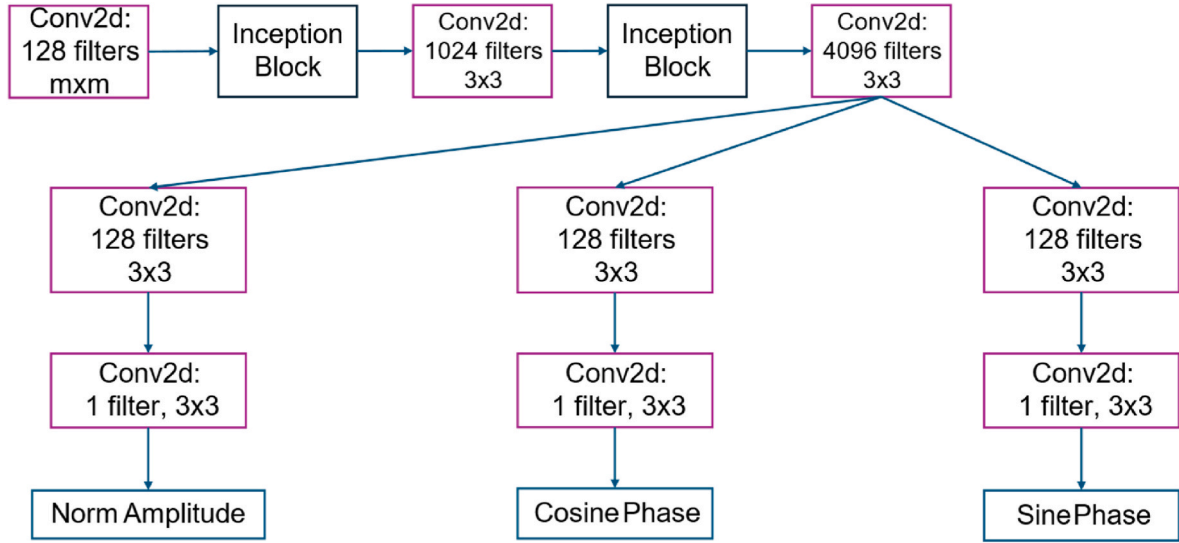 Conv2d:
128 filters
mxm
Inception
Block
Conv2d:
1024 filters
3x3
Inception
Block
Conv2d:
4096 filters
3x3
Conv2d:
128 filters
3x3
Conv2d:
128 filters
3x3
Conv2d:
128 filters
3x3
Conv2d:
1 filter, 3x3
Conv2d:
1 filter, 3x3
Conv2d:
1 filter, 3x3
Norm Amplitude
Cosine Phase
Sine Phase